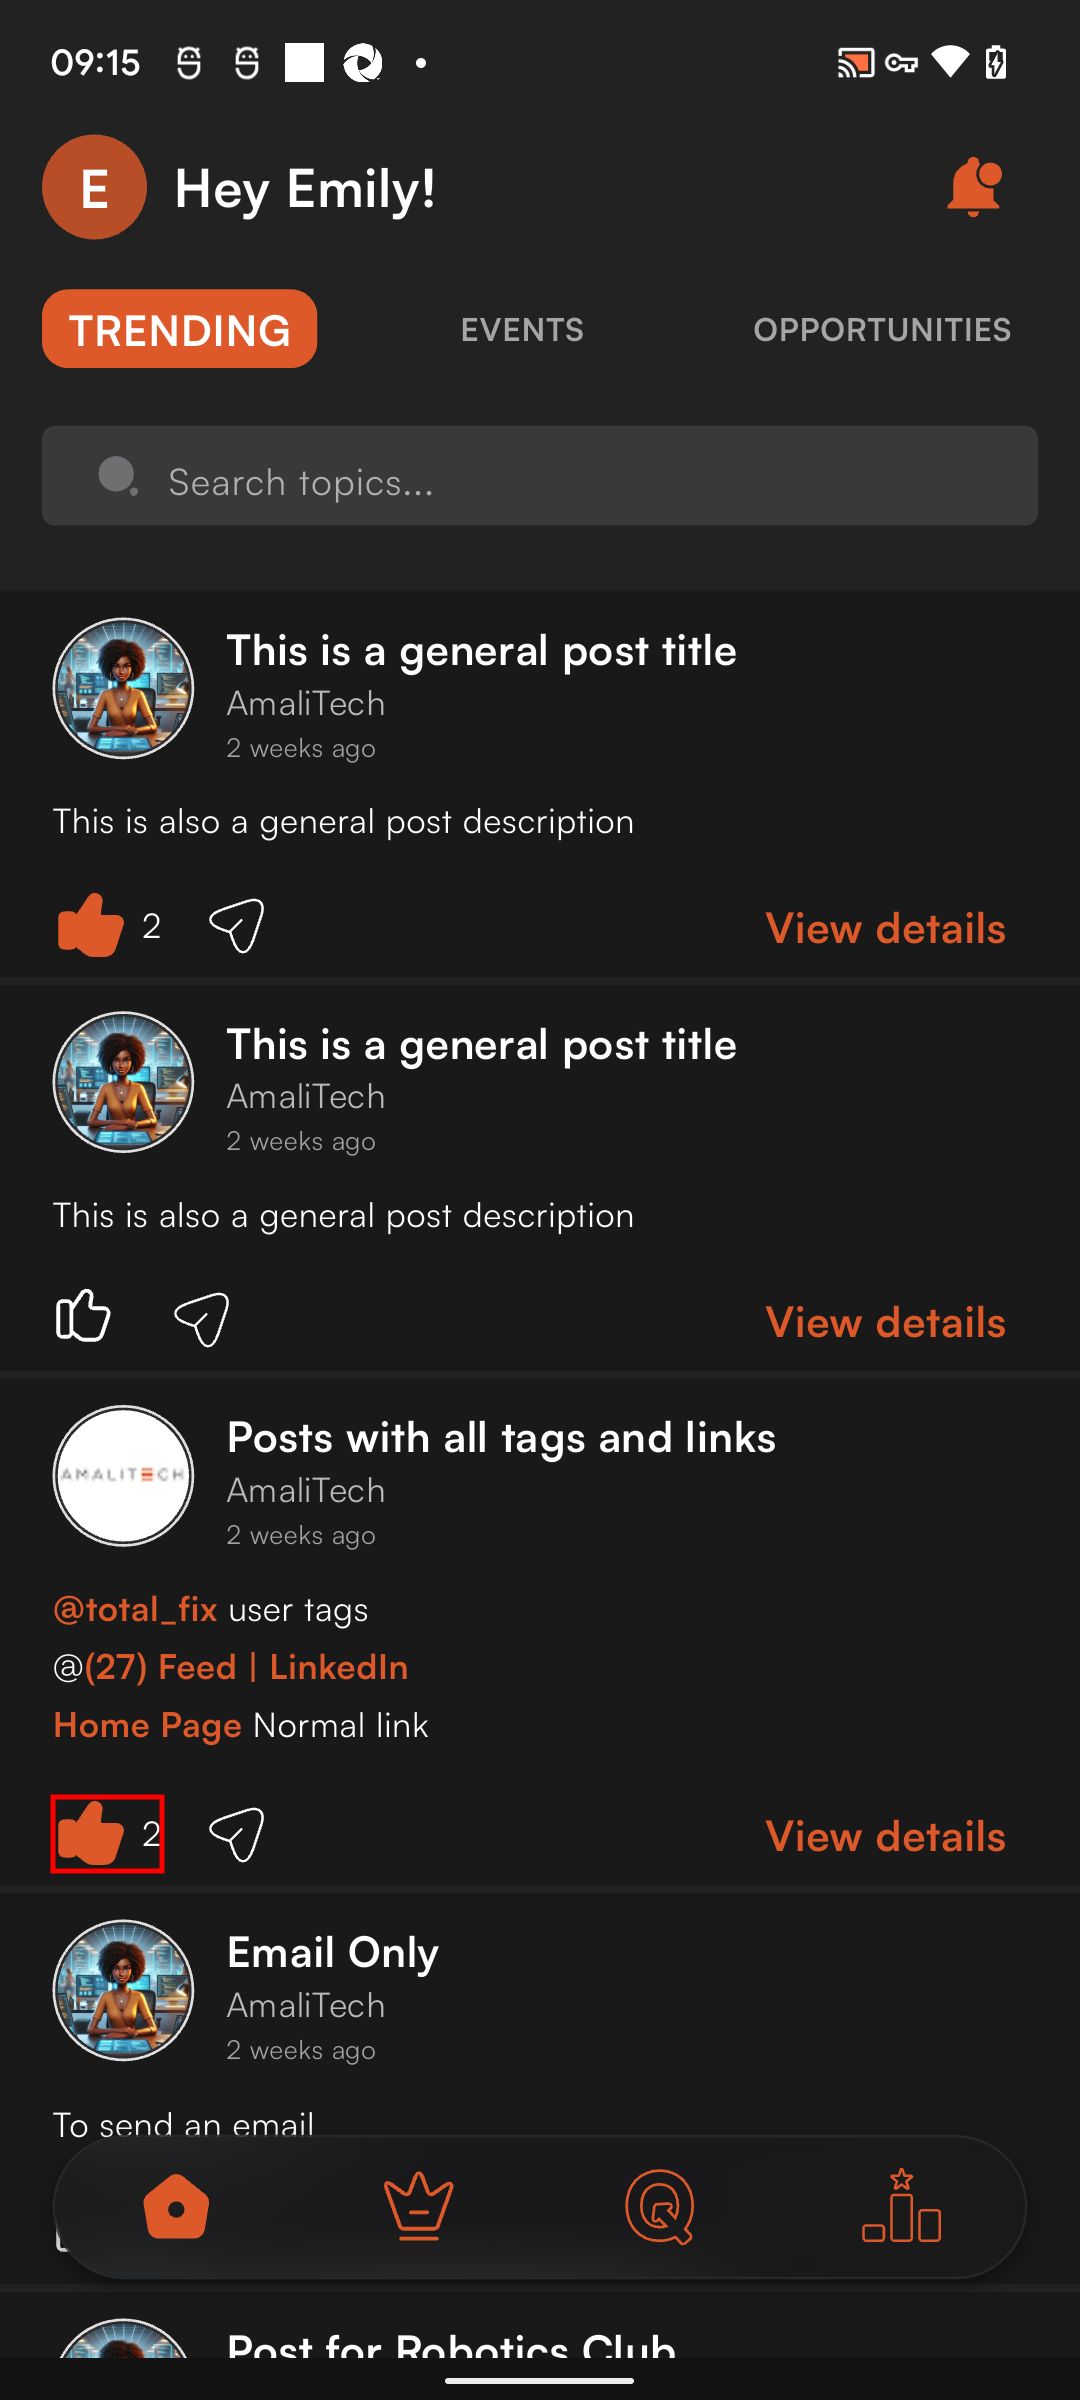 09:15
E
Hey Emily!
TRENDING
EVENTS
OPPORTUNITIES
Search topics...
This is a general post title
AmaliTech
2 weeks ago
This is also a general post description
2
View details
This is a general post title
AmaliTech
2 weeks ago
This is also a general post description
View details
AMALITECH
Posts with all tags and links
AmaliTech
2 weeks ago
@total_fix user tags
@(27) Feed | LinkedIn
Home Page Normal link
2
View details
Email Only
AmaliTech
2 weeks ago
To send an email
Post for Robotics Club